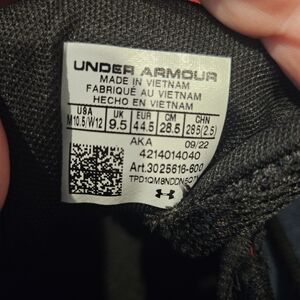 UNDER ARMOUR
MADE IN VIETNAM
FABRIQUÉ AU VIETNAM
HECHO EN VIETNAM
USA UK EUR CM CHN
M10.5/W12 9.5 44.5 28.5 285(2.5)
AKA 09/22
4214014040
Art.3025616-600